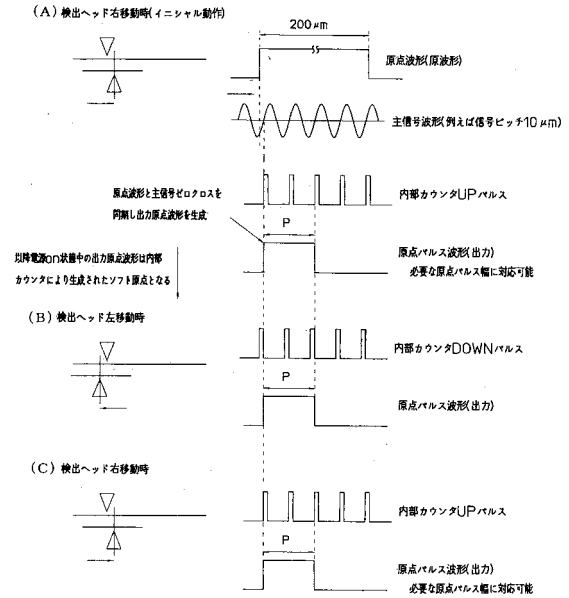 (A) 検出ヘッド右移動時(イニシャル動作)
200μm
原点波形(原波形)
主信号波形(例えば信号ピッチ10μm)
原点波形と主信号ゼロクロスを
同期し出力原点波形を生成
内部カウンタUPパルス
P
以降電源on状態中の出力原点波形は内部
カウンタにより生成されたソフト原点となる
原点パルス波形(出力)
必要な原点パルス幅に対応可能
(B) 検出ヘッド左移動時
内部カウンタDOWNパルス
P
原点パルス波形(出力)
(C) 検出ヘッド右移動時
内部カウンタUPパルス
P
原点パルス波形(出力)
必要な原点パルス幅に対応可能